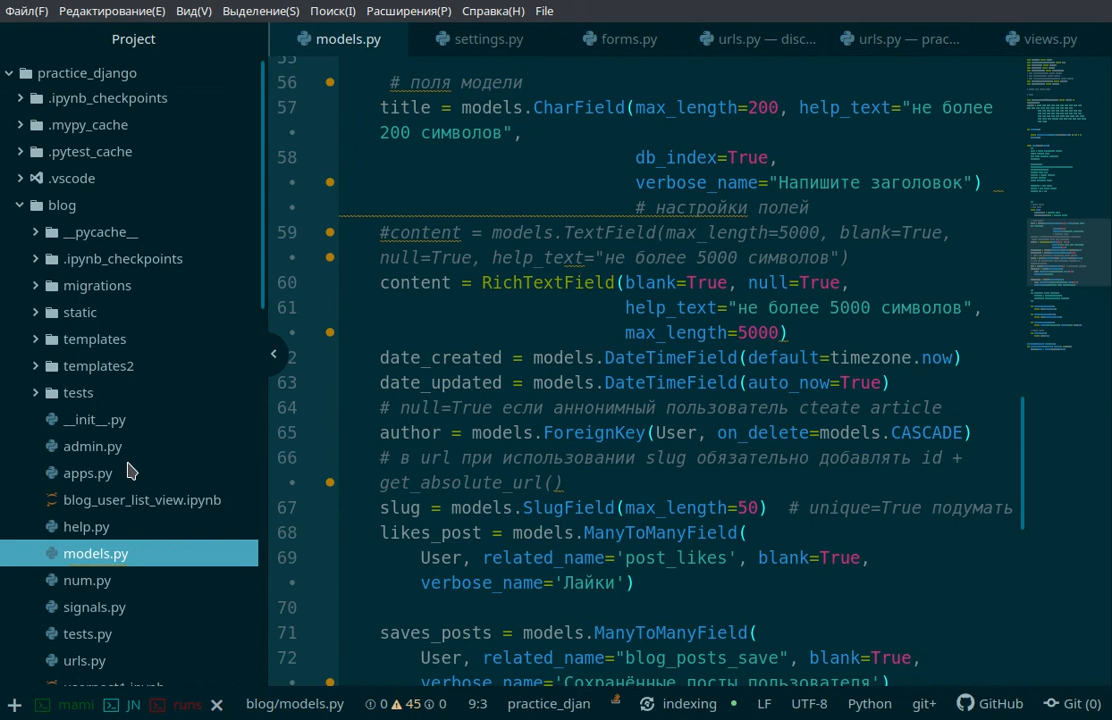 Файл(F) Редактирование(E) Вид(V) Выделение(S) Поиск(I) Расширения(P) Справка(H) File
Project
models.py settings.py forms.py urls.py — disc... urls.py — prac... views.py
practice_django
.ipynb_checkpoints
.mypy_cache
.pytest_cache
.vscode
blog
__pycache__
.ipynb_checkpoints
migrations
static
templates
templates2
tests
__init__.py
admin.py
apps.py
blog_user_list_view.ipynb
help.py
models.py
num.py
signals.py
tests.py
urls.py
55
56 # поля модели
57 title = models.CharField(max_length=200, help_text="не более
200 символов",
58 db_index=True,
verbose_name="Напишите заголовок")
# настройки полей
59 #content = models.TextField(max_length=5000, blank=True,
null=True, help_text="не более 5000 символов")
60 content = RichTextField(blank=True, null=True,
61 help_text="не более 5000 символов",
max_length=5000)
2 date_created = models.DateTimeField(default=timezone.now)
63 date_updated = models.DateTimeField(auto_now=True)
64 # null=True если аннонимный пользователь cteate article
65 author = models.ForeignKey(User, on_delete=models.CASCADE)
66 # в url при использовании slug обязательно добавлять id +
get_absolute_url()
67 slug = models.SlugField(max_length=50) # unique=True подумать
68 likes_post = models.ManyToManyField(
69 User, related_name='post_likes', blank=True,
verbose_name='Лайки')
70
71 saves_posts = models.ManyToManyField(
72 User, related_name="blog_posts_save", blank=True,
verbose_name='Сохранённые посты пользователя')
mami JN runs blog/models.py 0 45 0 9:3 practice_djan indexing LF UTF-8 Python git+ GitHub Git (0)